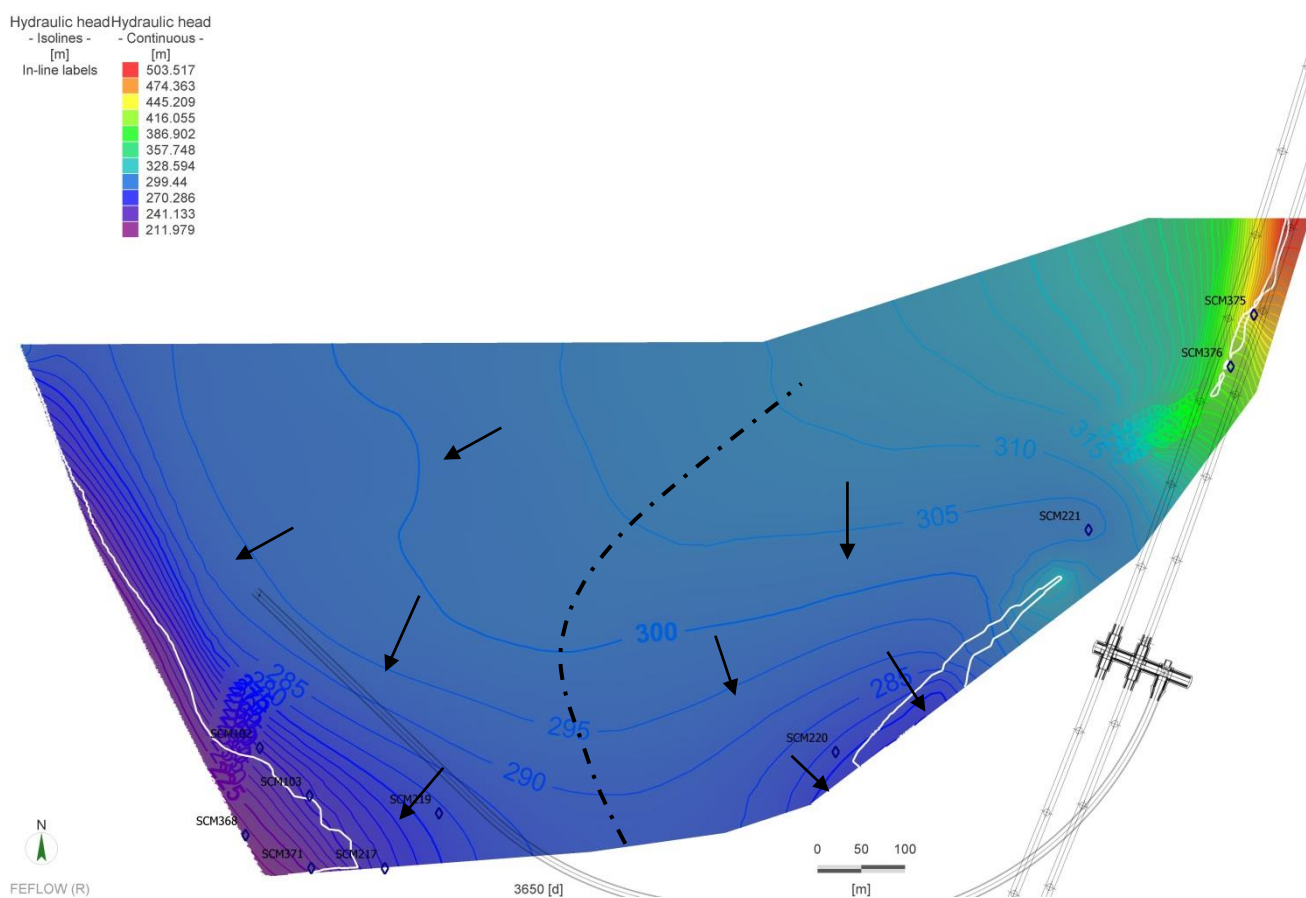 Hydraulic head
- Isolines -
[m]
In-line labels
Hydraulic head
- Continuous -
[m]
503.517
474.363
445.209
416.055
386.902
357.748
328.594
299.44
270.286
241.133
211.979
SCM375
SCM376
315
310
305
SCM221
300
285
285
295
SCM220
290
SCM102
SCM103
SCM219
SCM368
SCM371
SCM217
N
FEFLOW (R)
3650 [d]
0 50 100
[m]